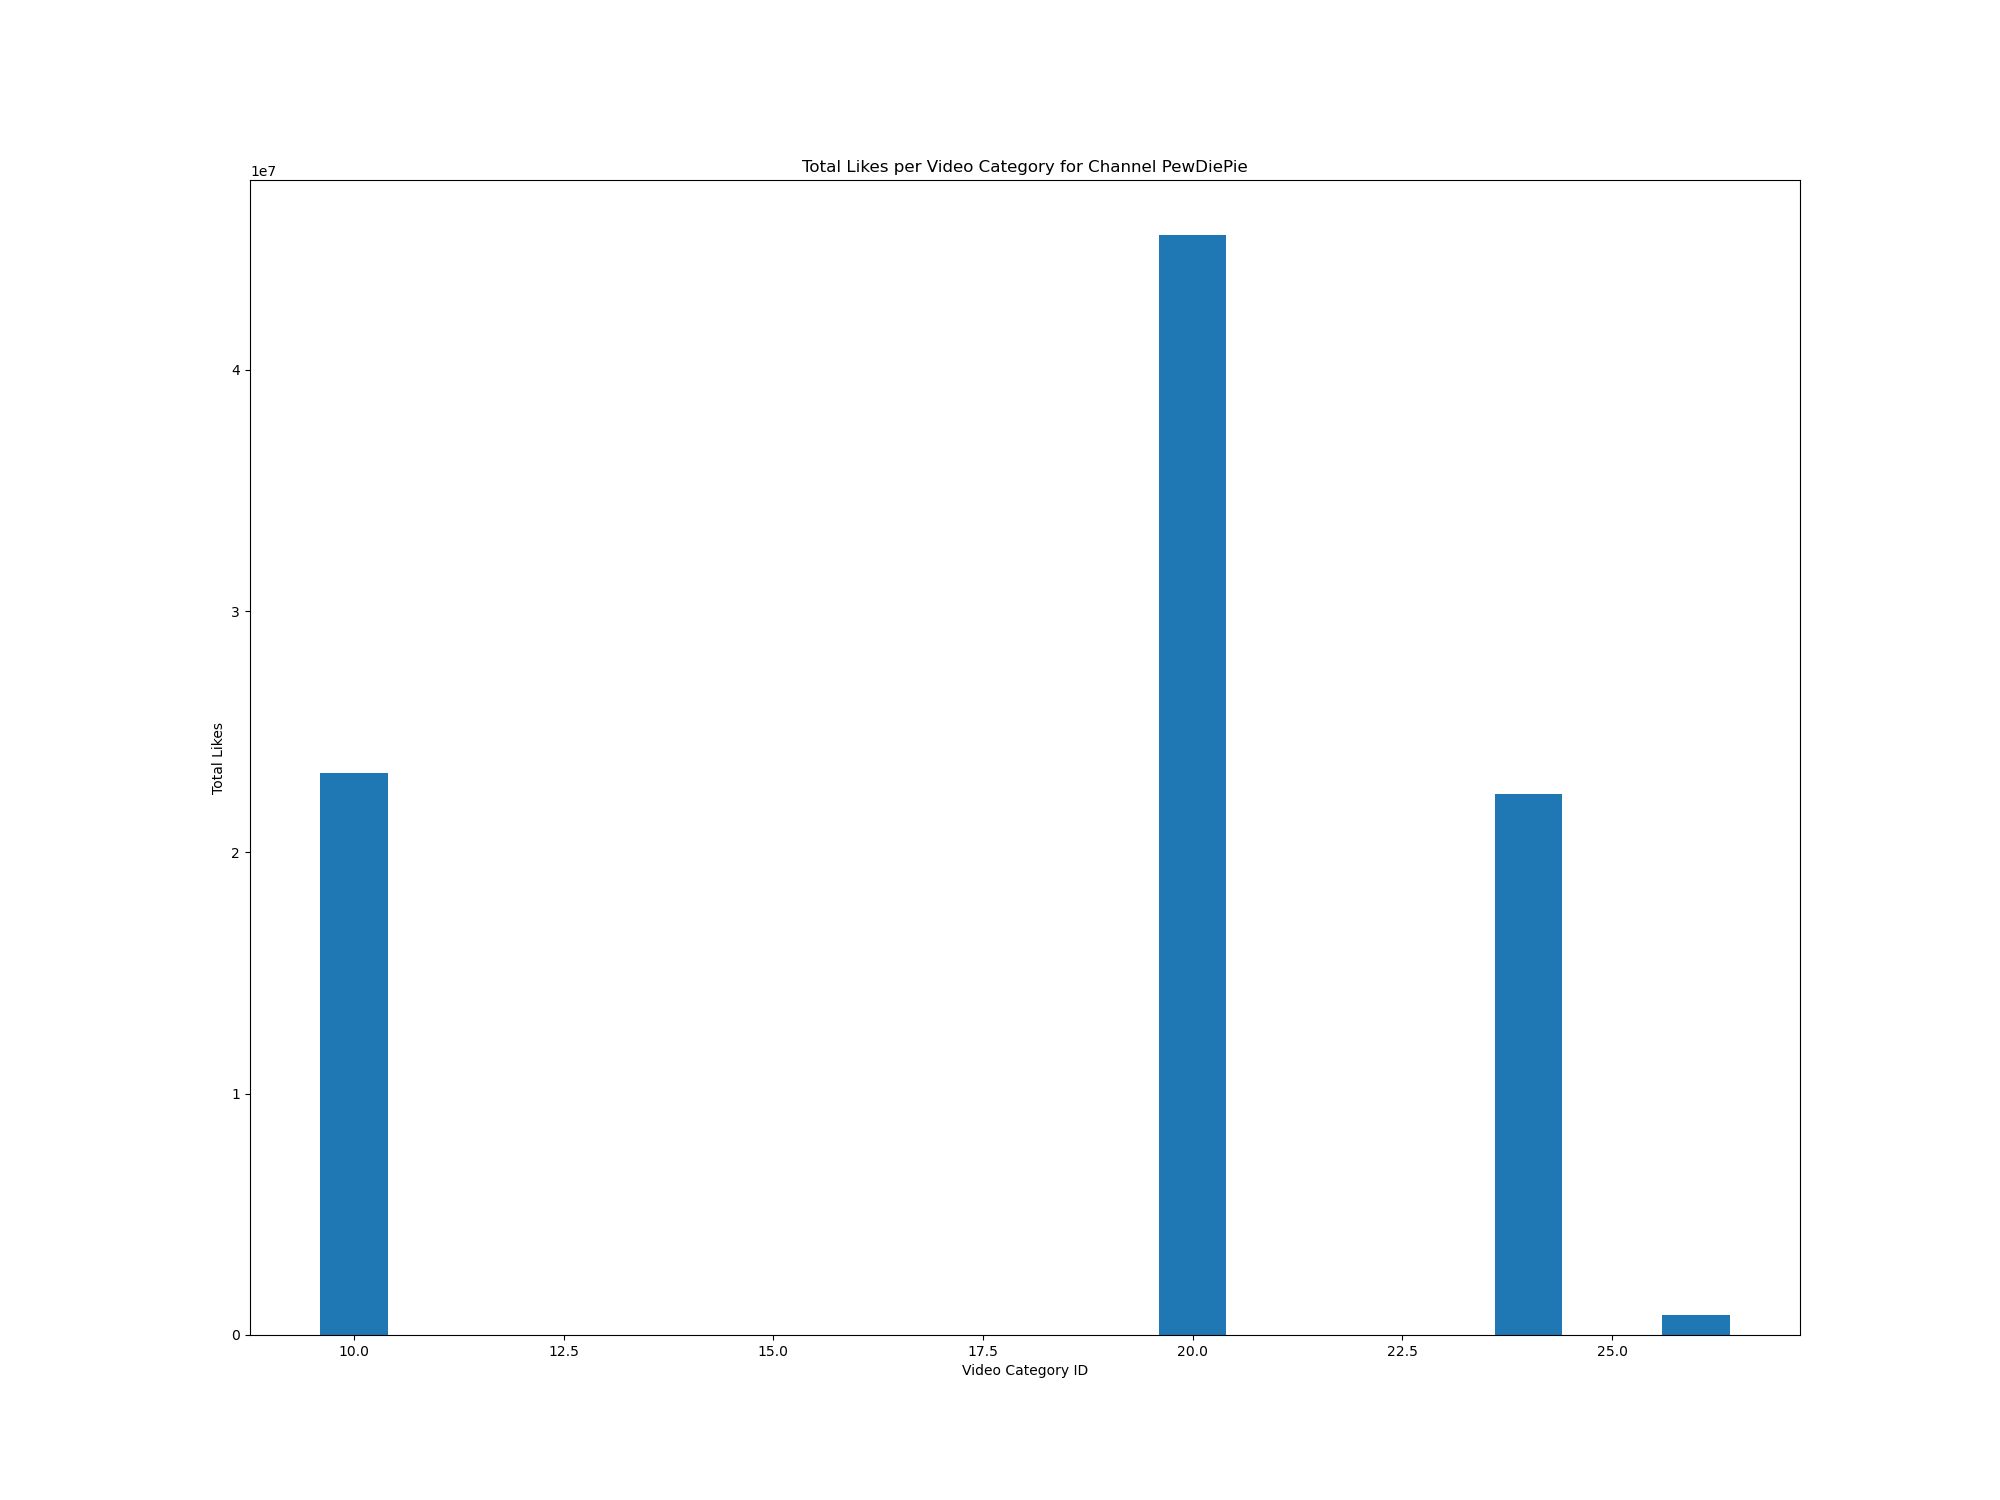 Total Likes per Video Category for Channel PewDiePie
1e7
4
3
2
1
0
Total Likes
10.0 12.5 15.0 17.5 20.0 22.5 25.0
Video Category ID